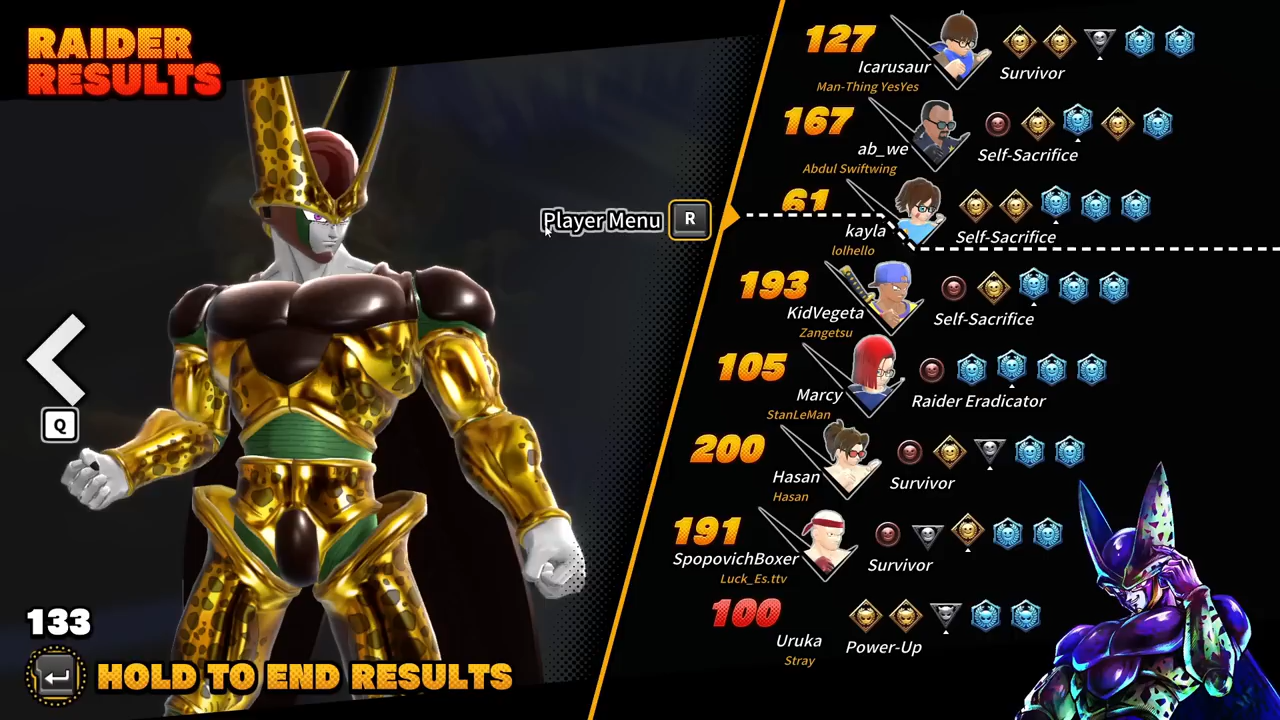 RAIDER
RESULTS
127
Icarusaur
Man-Thing YesYes
Survivor
167
ab_we
Abdul Swiftwing
Self-Sacrifice
61
kayla
lolhello
Self-Sacrifice
Player Menu R
193
KidVegeta
Zangetsu
Self-Sacrifice
105
Marcy
StanLeMan
Raider Eradicator
Q
200
Hasan
Hasan
Survivor
191
SpopovichBoxer
Luck_Es.ttv
Survivor
100
Uruka
Stray
Power-Up
133
HOLD TO END RESULTS